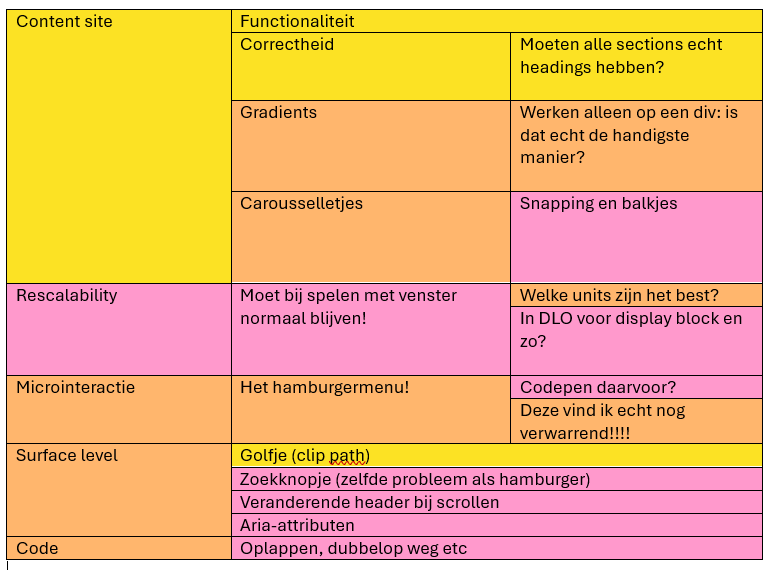 Content site
Functionaliteit
Correctheid
Moeten alle sections echt
headings hebben?
Gradients
Werken alleen op een div: is
dat echt de handigste
manier?
Carousselletjes
Snapping en balkjes
Rescalability
Moet bij spelen met venster
normaal blijven!
Welke units zijn het best?
In DLO voor display block en
zo?
Microinteractie
Het hamburgermenu!
Codepen daarvoor?
Deze vind ik echt nog
verwarrend!!!!
Surface level
Golfje (clip path)
Zoekknopje (zelfde probleem als hamburger)
Veranderende header bij scrollen
Aria-attributen
Code
Oplappen, dubbelop weg etc